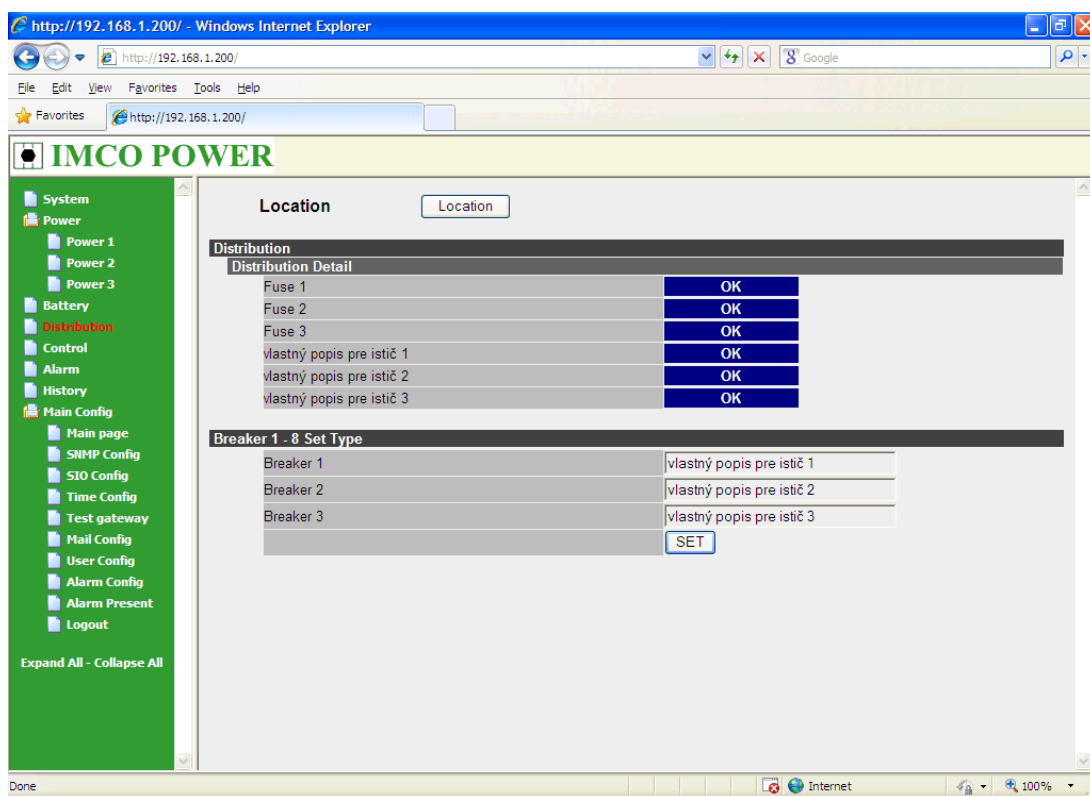 http://192.168.1.200/ - Windows Internet Explorer
http://192.168.1.200/
Google
File Edit View Favorites Tools Help
Favorites
http://192.168.1.200/
IMCO POWER
System
Power
Power 1
Power 2
Power 3
Battery
Distribution
Control
Alarm
History
Main Config
Main page
SNMP Config
SIO Config
Time Config
Test gateway
Mail Config
User Config
Alarm Config
Alarm Present
Logout
Expand All - Collapse All
Location Location
Distribution
Distribution Detail
Fuse 1 OK
Fuse 2 OK
Fuse 3 OK
vlastný popis pre istič 1 OK
vlastný popis pre istič 2 OK
vlastný popis pre istič 3 OK
Breaker 1 - 8 Set Type
Breaker 1 vlastný popis pre istič 1
Breaker 2 vlastný popis pre istič 2
Breaker 3 vlastný popis pre istič 3
SET
Done Internet 100%